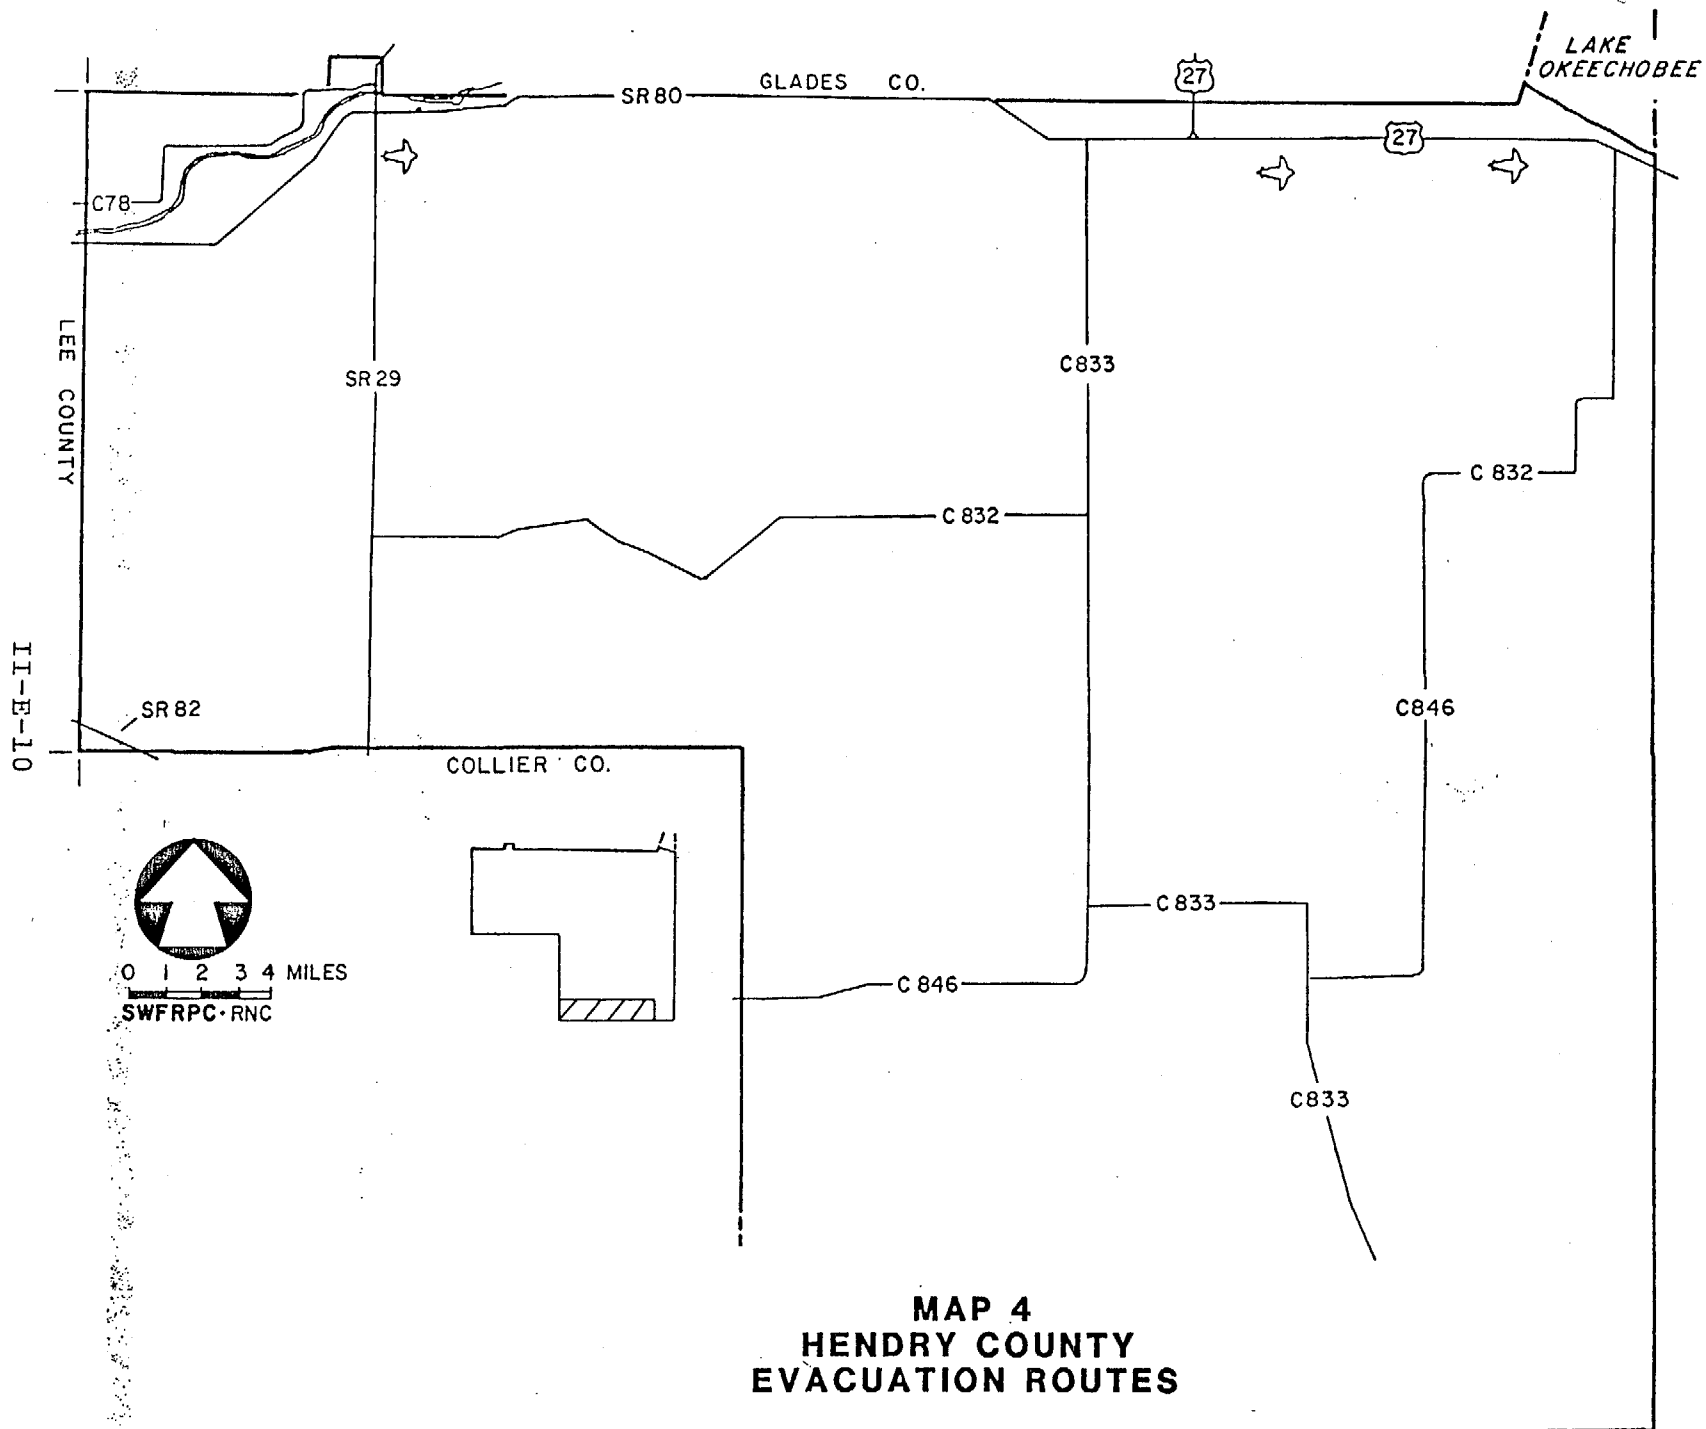 LAKE
OKEECHOBEE
GLADES CO.
27
SR 80
27
C78
LEE COUNTY
SR 29
C833
C 832
C 832
II-E-10
SR 82
C846
COLLIER CO.
C 833
C 846
0 1 2 3 4 MILES
SWFRPC·RNC
C833
MAP 4
HENDRY COUNTY
EVACUATION ROUTES